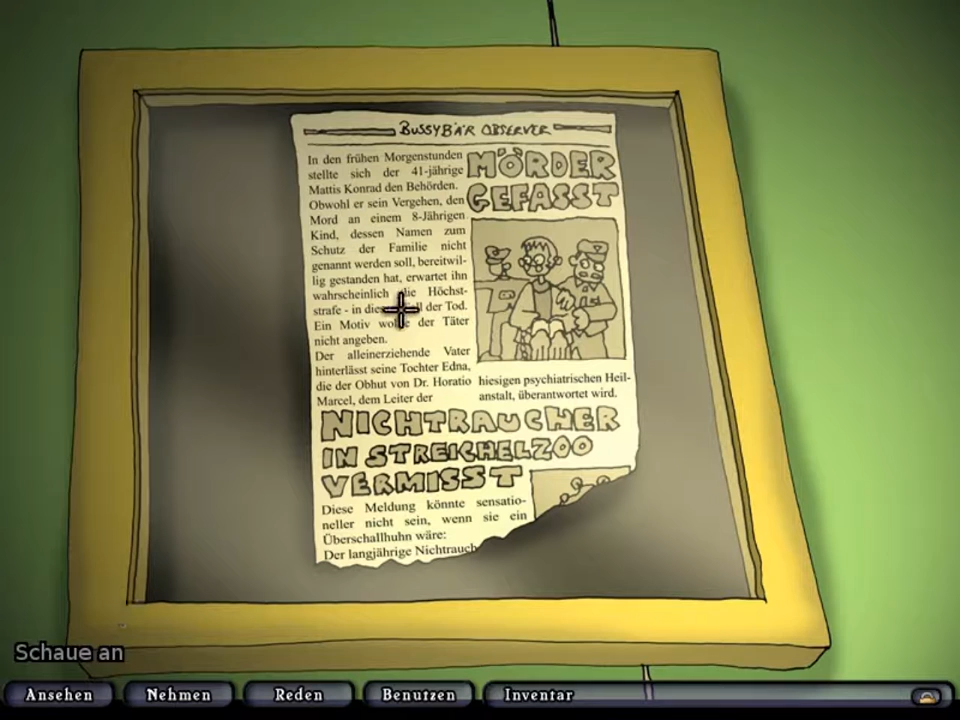 BUSSYBÄR OBSERVER
MÖRDER
GEFASST
In den frühen Morgenstunden
stellte sich der 41-jährige
Mattis Konrad den Behörden.
Obwohl er sein Vergehen, den
Mord an einem 8-Jährigen
Kind, dessen Namen zum
Schutz der Familie nicht
genannt werden soll, bereitwil-
lig gestanden hat, erwartet ihn
wahrscheinlich die Höchst-
strafe - in der Tod.
Ein Motiv der Täter
nicht angeben.
Der alleinerziehende Vater
hinterlässt seine Tochter Edna,
die der Obhut von Dr. Horatio
Marcel, dem Leiter der
hiesigen psychiatrischen Heil-
anstalt, überantwortet wird.
NICHTRAUCHER
IN STREICHELZOO
VERMISST
Diese Meldung könnte sensatio-
neller nicht sein, wenn sie ein
Überschallhuhn wäre:
Der langjährige Nichtrauch
Schaue an
Ansehen Nehmen Reden Benutzen Inventar